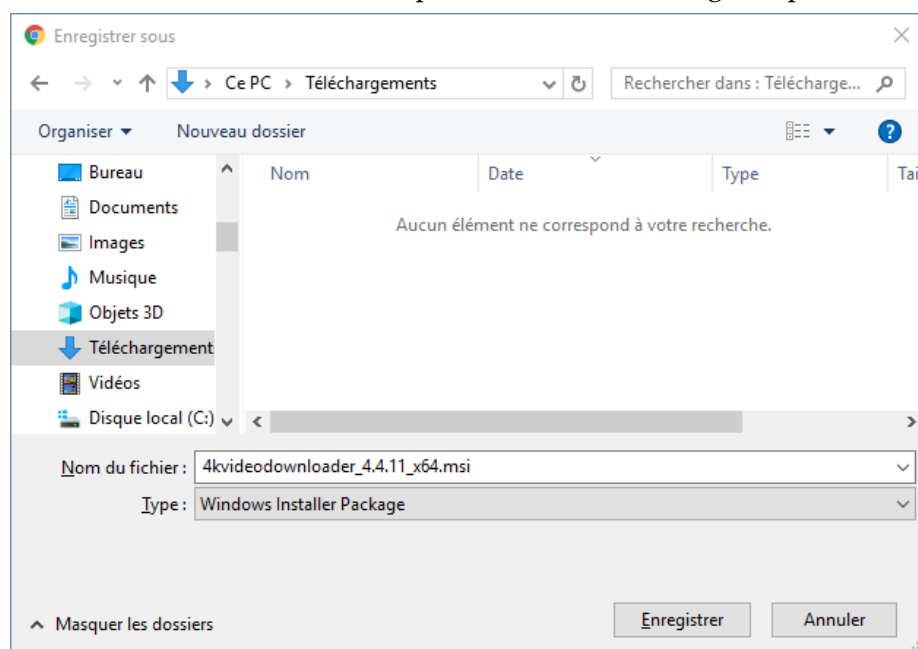 Enregistrer sous
Ce PC > Téléchargements
Rechercher dans : Télécharge...
Organiser
Nouveau dossier
?
Nom
Date
Type
Tai
Aucun élément ne correspond à votre recherche.
Bureau
Documents
Images
Musique
Objets 3D
Téléchargement
Vidéos
Disque local (C:)
Nom du fichier : 4kvideodownloader_4.4.11_x64.msi
Type : Windows Installer Package
Masquer les dossiers
Enregistrer
Annuler